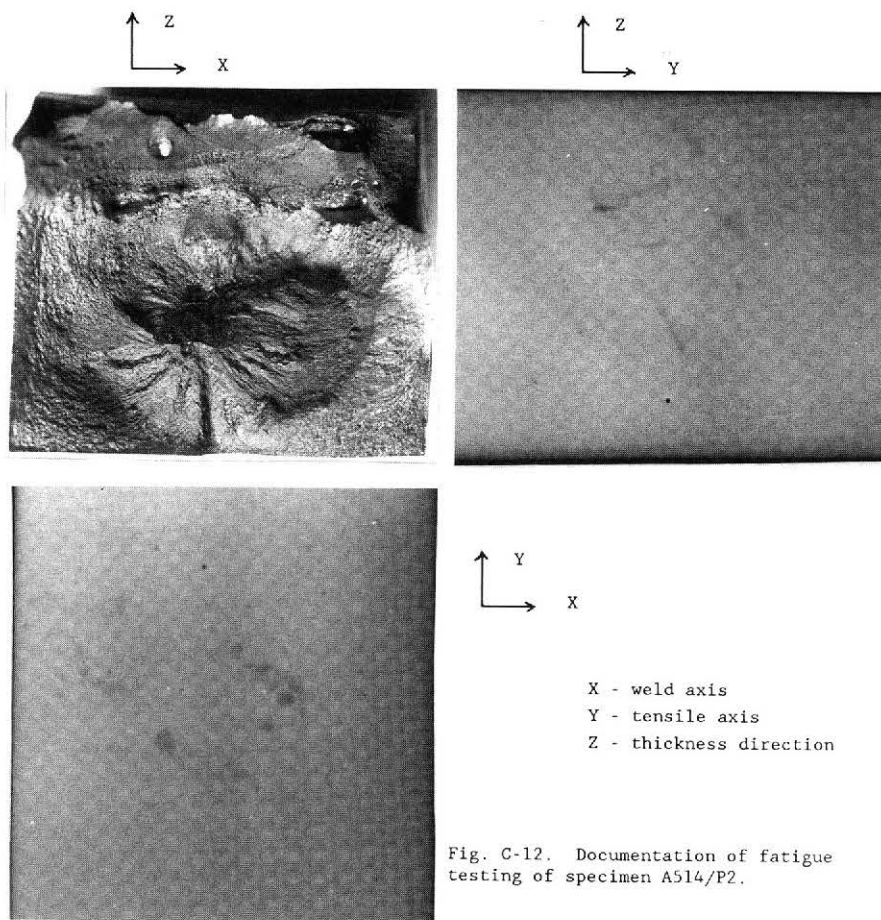 Z
X
Z
Y
Y
X
X - weld axis
Y - tensile axis
Z - thickness direction
Fig. C-12. Documentation of fatigue
testing of specimen A514/P2.